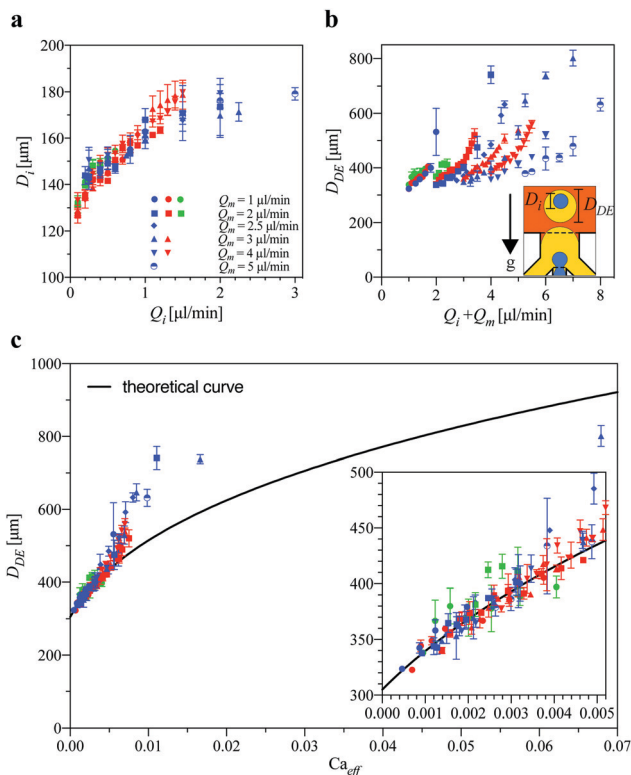 a
200
180
160
140
120
100
D_i [μm]
0
1
2
3
Q_i [μl/min]
Q_m = 1 μl/min
Q_m = 2 μl/min
Q_m = 2.5 μl/min
Q_m = 3 μl/min
Q_m = 4 μl/min
Q_m = 5 μl/min
b
800
600
400
200
0
D_DE [μm]
0
2
4
6
8
Q_i + Q_m [μl/min]
g
D_i
D_DE
c
theoretical curve
1000
800
600
400
200
0
D_DE [μm]
0.00
0.01
0.02
0.03
0.04
0.05
0.06
0.07
Ca_eff
500
450
400
350
300
0.000
0.001
0.002
0.003
0.004
0.005